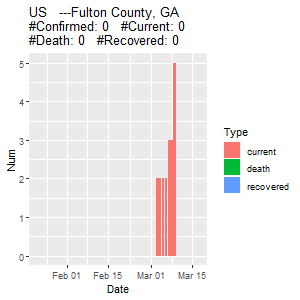 US   ---Fulton County, GA
#Confirmed: 0   #Current: 0
#Death: 0   #Recovered: 0
5
4
3
2
1
0
Num
Feb 01
Feb 15
Mar 01
Mar 15
Date
Type
current
death
recovered